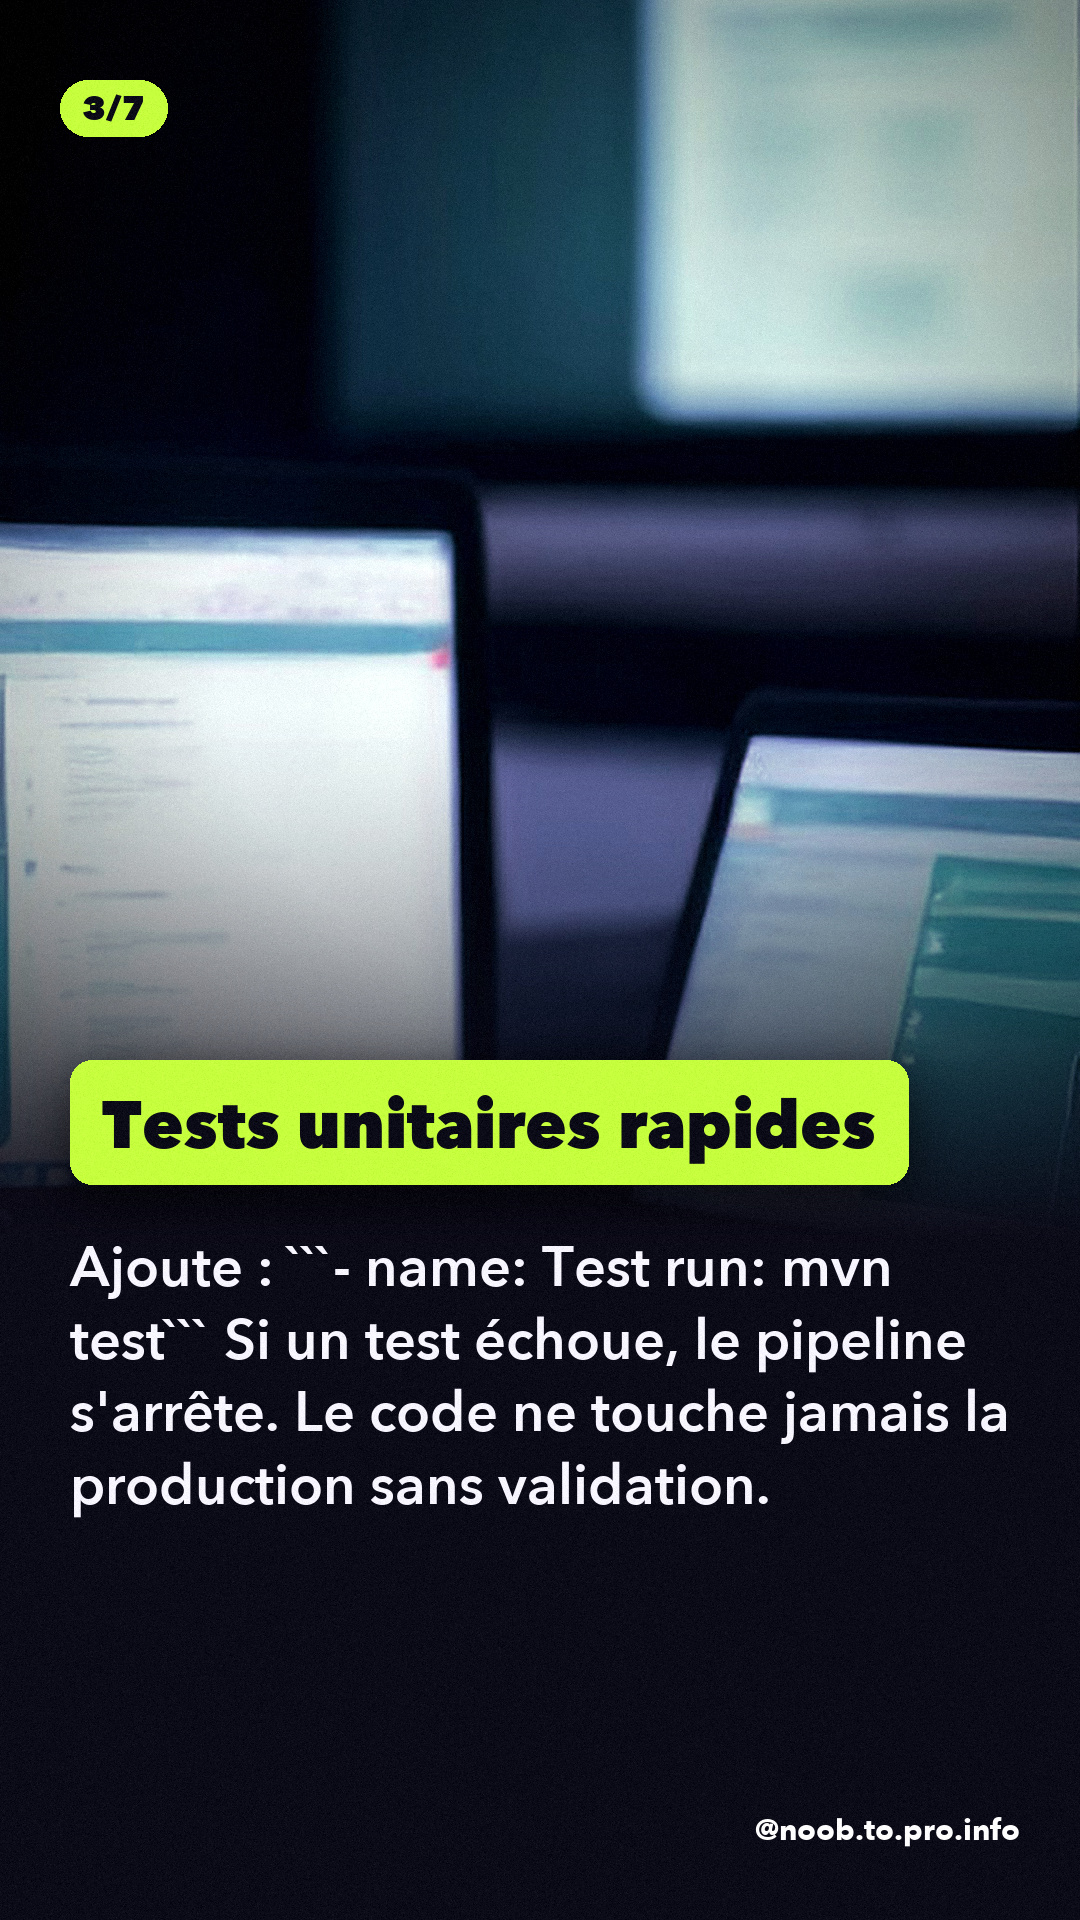 3/7
Tests unitaires rapides
Ajoute : ```- name: Test run: mvn
test``` Si un test échoue, le pipeline
s'arrête. Le code ne touche jamais la
production sans validation.
@noob.to.pro.info